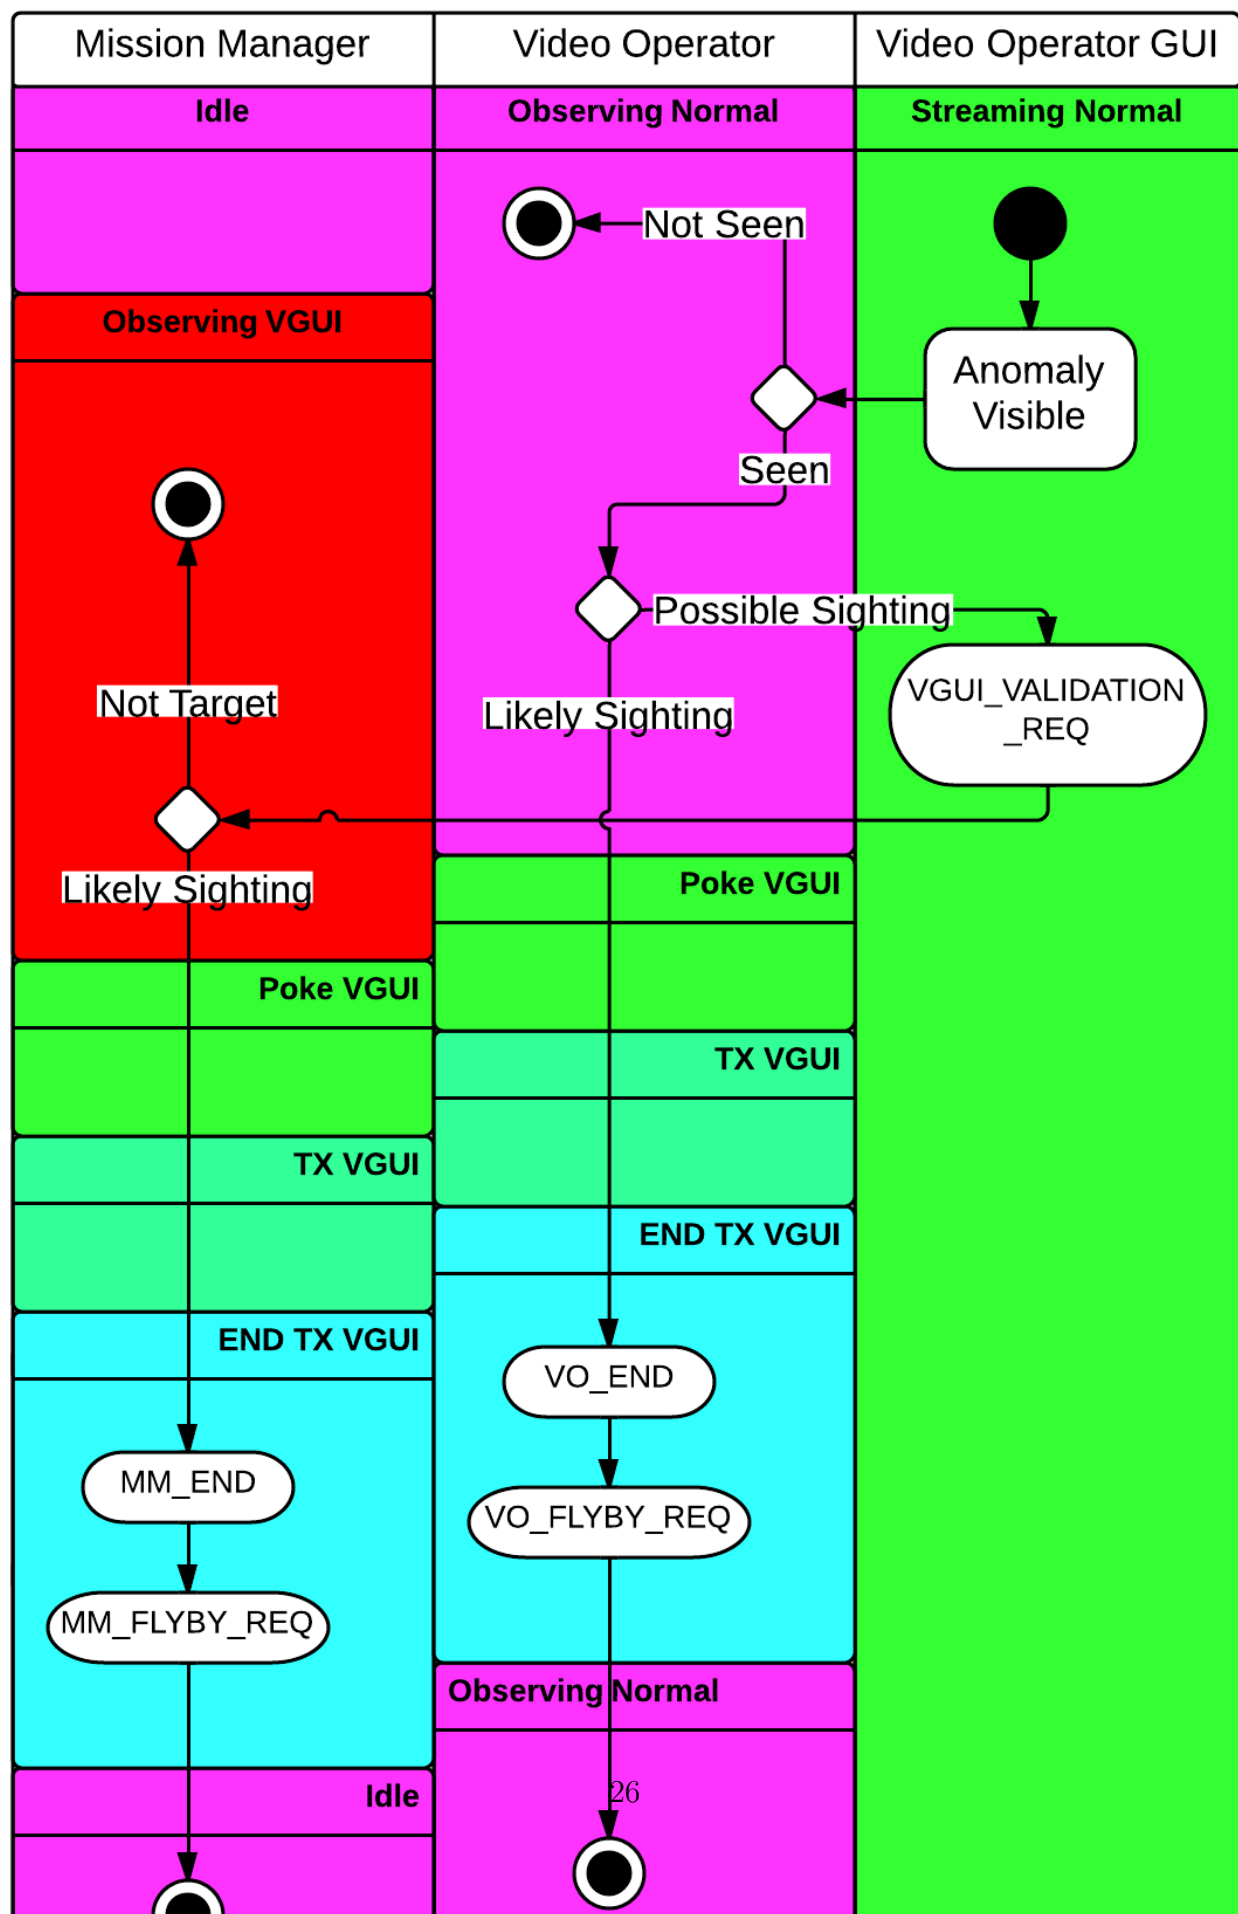 Mission Manager
Video Operator
Video Operator GUI
Idle
Observing Normal
Streaming Normal
Not Seen
Observing VGUI
Anomaly
Visible
Seen
Possible Sighting
VGUI_VALIDATION
_REQ
Not Target
Likely Sighting
Likely Sighting
Poke VGUI
Poke VGUI
TX VGUI
TX VGUI
END TX VGUI
END TX VGUI
VO_END
MM_END
VO_FLYBY_REQ
MM_FLYBY_REQ
Observing Normal
Idle
26